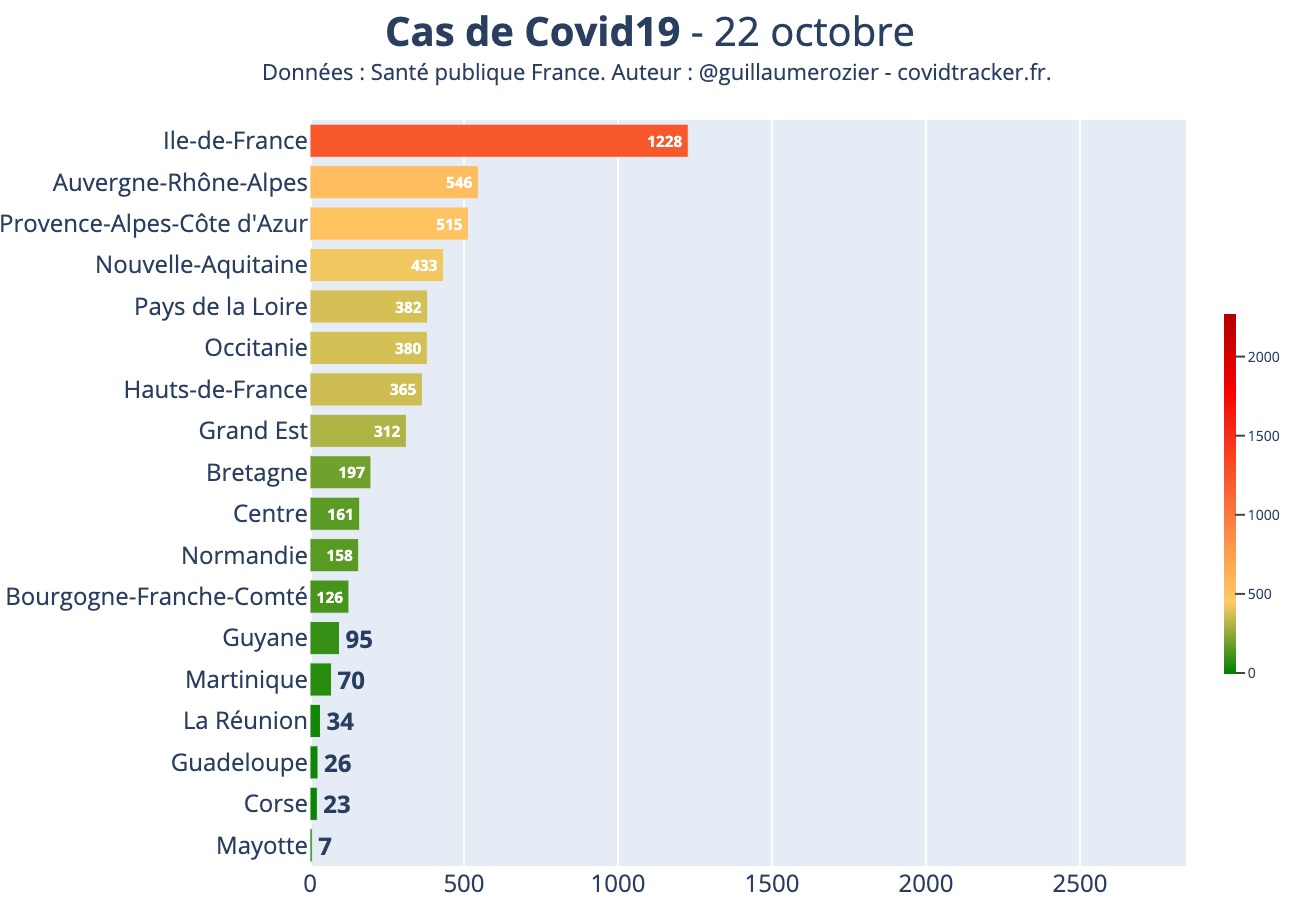 Cas de Covid19 - 22 octobre
Données : Santé publique France. Auteur : @guillaumerozier - covidtracker.fr.
Ile-de-France 1228
Auvergne-Rhône-Alpes 546
Provence-Alpes-Côte d'Azur 515
Nouvelle-Aquitaine 433
Pays de la Loire 382
Occitanie 380
Hauts-de-France 365
Grand Est 312
Bretagne 197
Centre 161
Normandie 158
Bourgogne-Franche-Comté 126
Guyane 95
Martinique 70
La Réunion 34
Guadeloupe 26
Corse 23
Mayotte 7
0 500 1000 1500 2000 2500
2000
1500
1000
500
0